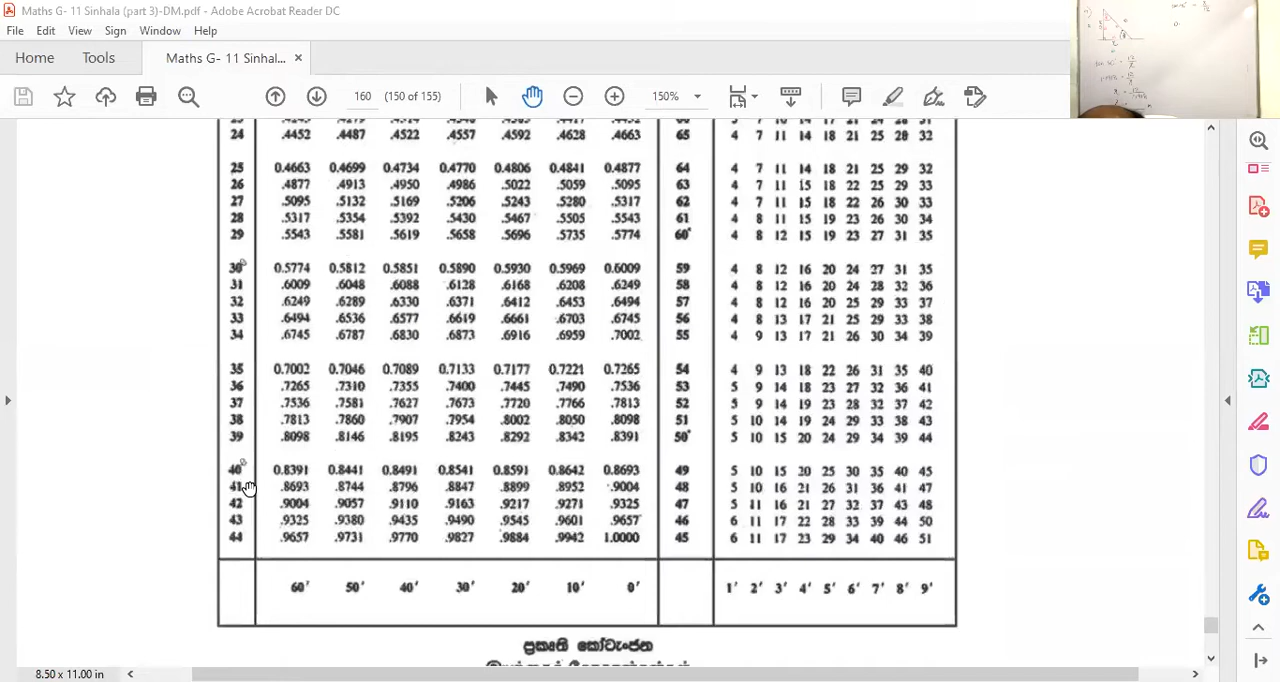 Maths G- 11 Sinhala (part 3)-DM.pdf - Adobe Acrobat Reader DC
File Edit View Sign Window Help
Home Tools Maths G- 11 Sinhal... ×
160 (150 of 155) 150%
24 .4452 .4487 .4522 .4557 .4592 .4628 .4663 65 4 7 11 14 18 21 25 28 32
25 0.4663 0.4699 0.4734 0.4770 0.4806 0.4841 0.4877 64 4 7 11 14 18 21 25 29 32
26 .4877 .4913 .4950 .4986 .5022 .5059 .5095 63 4 7 11 15 18 22 25 29 33
27 .5095 .5132 .5169 .5206 .5243 .5280 .5317 62 4 7 11 15 18 22 26 30 33
28 .5317 .5354 .5392 .5430 .5467 .5505 .5543 61 4 8 11 15 19 23 26 30 34
29 .5543 .5581 .5619 .5658 .5696 .5735 .5774 60° 4 8 12 15 19 23 27 31 35
30° 0.5774 0.5812 0.5851 0.5890 0.5930 0.5969 0.6009 59 4 8 12 16 20 24 27 31 35
31 .6009 .6048 .6088 .6128 .6168 .6208 .6249 58 4 8 12 16 20 24 28 32 36
32 .6249 .6289 .6330 .6371 .6412 .6453 .6494 57 4 8 12 16 20 25 29 33 37
33 .6494 .6536 .6577 .6619 .6661 .6703 .6745 56 4 8 13 17 21 25 29 33 38
34 .6745 .6787 .6830 .6873 .6916 .6959 .7002 55 4 9 13 17 21 26 30 34 39
35 0.7002 0.7046 0.7089 0.7133 0.7177 0.7221 0.7265 54 4 9 13 18 22 26 31 35 40
36 .7265 .7310 .7355 .7400 .7445 .7490 .7536 53 5 9 14 18 23 27 32 36 41
37 .7536 .7581 .7627 .7673 .7720 .7766 .7813 52 5 9 14 19 23 28 32 37 42
38 .7813 .7860 .7907 .7954 .8002 .8050 .8098 51 5 10 14 19 24 29 33 38 43
39 .8098 .8146 .8195 .8243 .8292 .8342 .8391 50° 5 10 15 20 24 29 34 39 44
40° 0.8391 0.8441 0.8491 0.8541 0.8591 0.8642 0.8693 49 5 10 15 20 25 30 35 40 45
41 .8693 .8744 .8796 .8847 .8899 .8952 .9004 48 5 10 16 21 26 31 36 41 47
42 .9004 .9057 .9110 .9163 .9217 .9271 .9325 47 5 11 16 21 27 32 37 43 48
43 .9325 .9380 .9435 .9490 .9545 .9601 .9657 46 6 11 17 22 28 33 39 44 50
44 .9657 .9731 .9770 .9827 .9884 .9942 1.0000 45 6 11 17 23 29 34 40 46 51
60′ 50′ 40′ 30′ 20′ 10′ 0′ 1′ 2′ 3′ 4′ 5′ 6′ 7′ 8′ 9′
ප්‍රකෘති කෝටැංජන
8.50 x 11.00 in